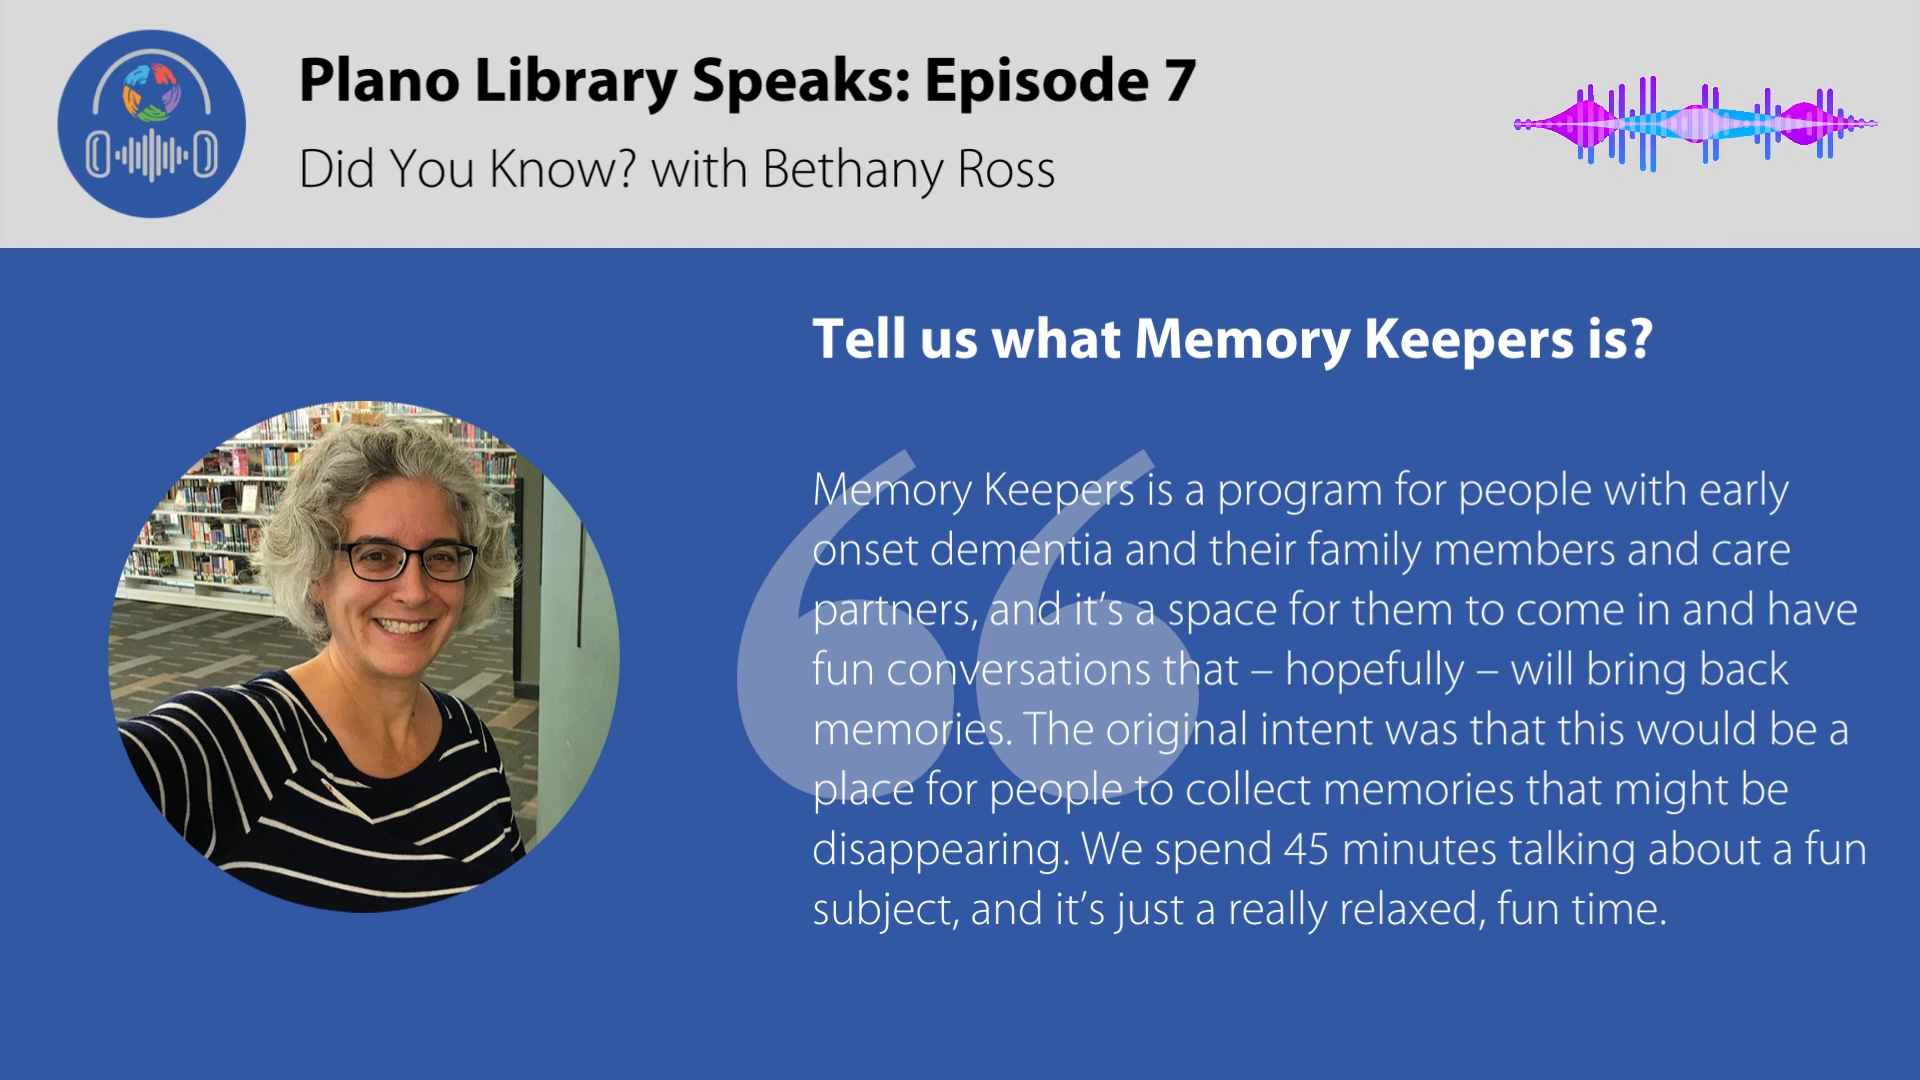 Plano Library Speaks: Episode 7
Did You Know? with Bethany Ross
Tell us what Memory Keepers is?
Memory Keepers is a program for people with early
onset dementia and their family members and care
partners, and it’s a space for them to come in and have
fun conversations that – hopefully – will bring back
memories. The original intent was that this would be a
place for people to collect memories that might be
disappearing. We spend 45 minutes talking about a fun
subject, and it’s just a really relaxed, fun time.